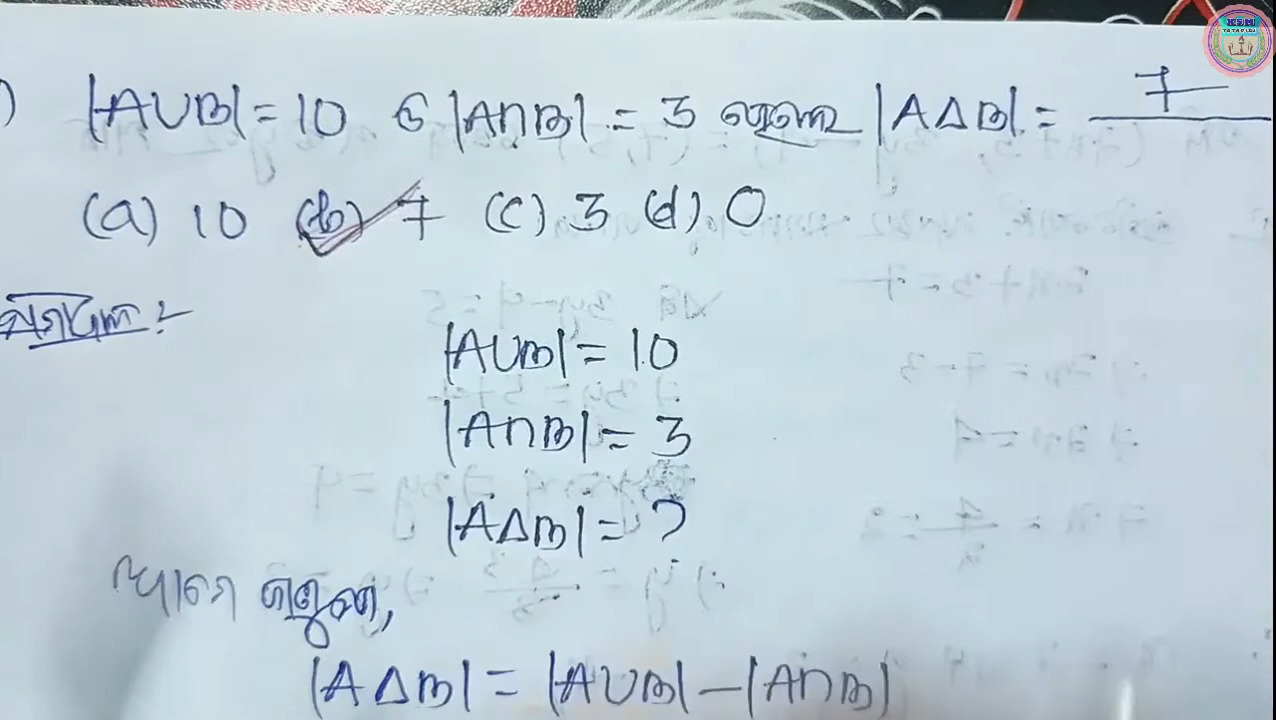 ) |A∪B| = 10 ଓ |A∩B| = 3 ହେଲେ |AΔB| = 7
(a) 10 (b) 7 (c) 3 (d) 0
ସମାଧାନ :-
|A∪B| = 10
|A∩B| = 3
|AΔB| = ?
ଆମେ ଜାଣୁ,
|AΔB| = |A∪B| – |A∩B|